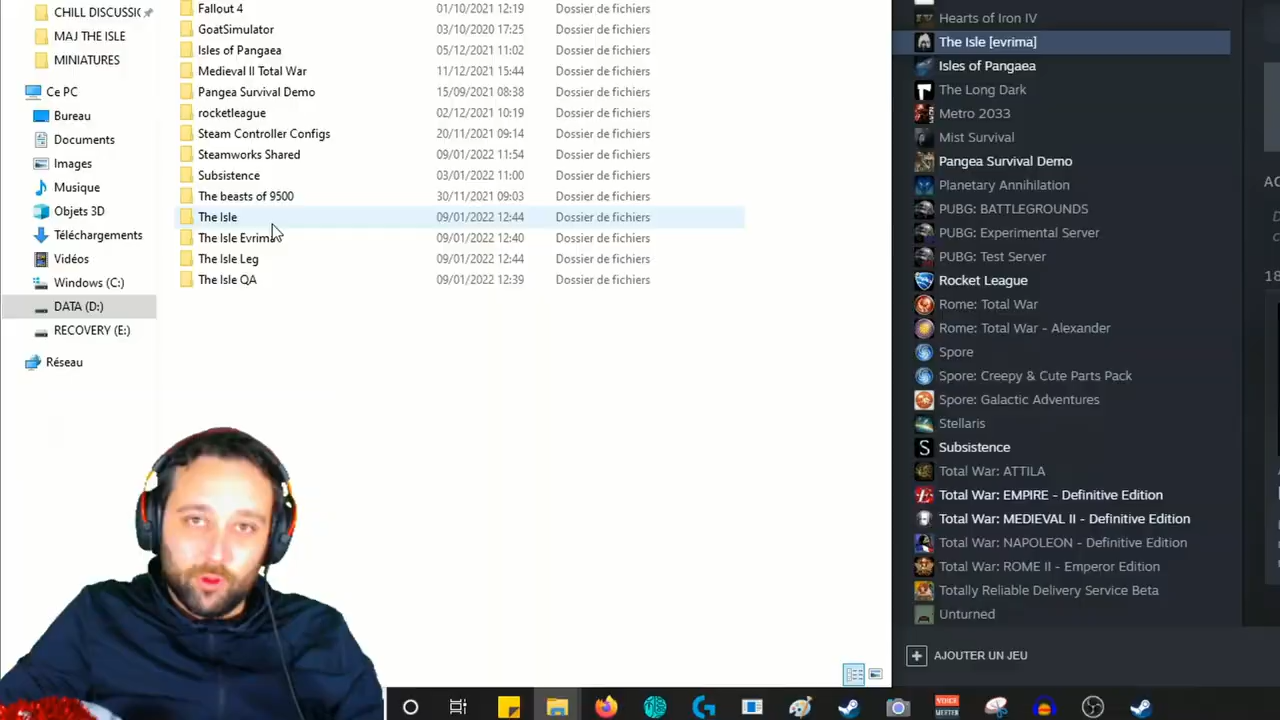 CHILL DISCUSSIC
MAJ THE ISLE
MINIATURES
Ce PC
Bureau
Documents
Images
Musique
Objets 3D
Téléchargements
Vidéos
Windows (C:)
DATA (D:)
RECOVERY (E:)
Réseau
Fallout 4 01/10/2021 12:19 Dossier de fichiers
GoatSimulator 03/10/2020 17:25 Dossier de fichiers
Isles of Pangaea 05/12/2021 11:02 Dossier de fichiers
Medieval II Total War 11/12/2021 15:44 Dossier de fichiers
Pangea Survival Demo 15/09/2021 08:38 Dossier de fichiers
rocketleague 02/12/2021 10:19 Dossier de fichiers
Steam Controller Configs 20/11/2021 09:14 Dossier de fichiers
Steamworks Shared 09/01/2022 11:54 Dossier de fichiers
Subsistence 03/01/2022 11:00 Dossier de fichiers
The beasts of 9500 30/11/2021 09:03 Dossier de fichiers
The Isle 09/01/2022 12:44 Dossier de fichiers
The Isle Evrima 09/01/2022 12:40 Dossier de fichiers
The Isle Leg 09/01/2022 12:44 Dossier de fichiers
The Isle QA 09/01/2022 12:39 Dossier de fichiers
Hearts of Iron IV
The Isle [evrima]
Isles of Pangaea
The Long Dark
Metro 2033
Mist Survival
Pangea Survival Demo
Planetary Annihilation
PUBG: BATTLEGROUNDS
PUBG: Experimental Server
PUBG: Test Server
Rocket League
Rome: Total War
Rome: Total War - Alexander
Spore
Spore: Creepy & Cute Parts Pack
Spore: Galactic Adventures
Stellaris
Subsistence
Total War: ATTILA
Total War: EMPIRE - Definitive Edition
Total War: MEDIEVAL II - Definitive Edition
Total War: NAPOLEON - Definitive Edition
Total War: ROME II - Emperor Edition
Totally Reliable Delivery Service Beta
Unturned
AJOUTER UN JEU